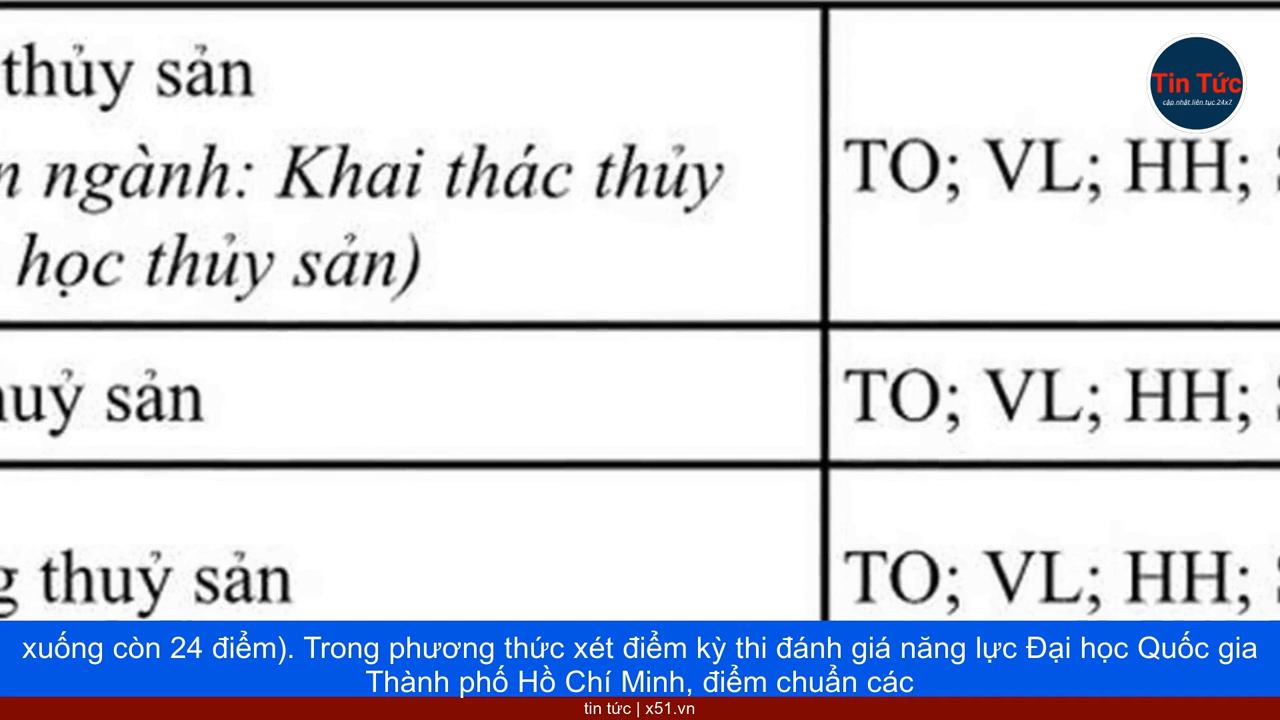 thủy sản
ngành: Khai thác thủy
học thủy sản)
TO; VL; HH;
sản
TO; VL; HH;
thuỷ sản
TO; VL; HH;
Tin Tức
cập nhật liên tục 24x7
xuống còn 24 điểm). Trong phương thức xét điểm kỳ thi đánh giá năng lực Đại học Quốc gia
Thành phố Hồ Chí Minh, điểm chuẩn các
tin tức | x51.vn